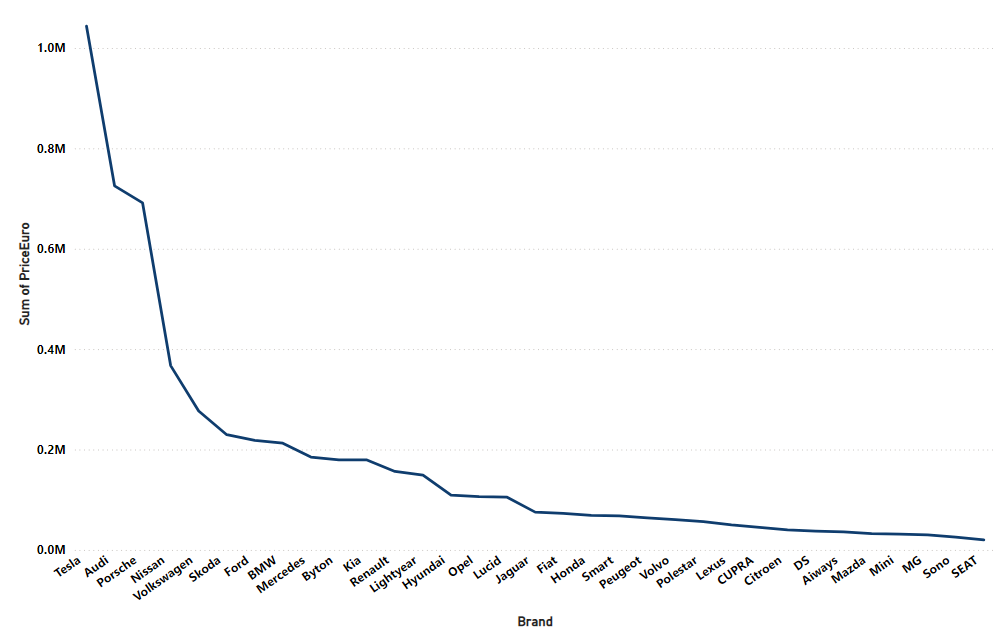 1.0M
0.8M
0.6M
0.4M
0.2M
0.0M
Sum of PriceEuro
Tesla
Audi
Porsche
Nissan
Volkswagen
Skoda
Ford
BMW
Mercedes
Byton
Kia
Renault
Lightyear
Hyundai
Opel
Lucid
Jaguar
Fiat
Honda
Smart
Peugeot
Volvo
Polestar
Lexus
CUPRA
Citroen
DS
Aiways
Mazda
Mini
MG
Sono
SEAT
Brand